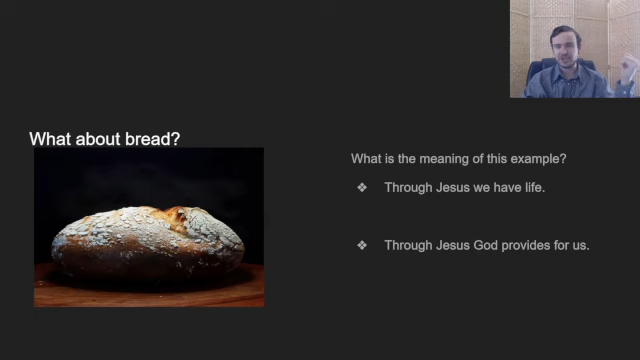 What about bread?
What is the meaning of this example?
❖ Through Jesus we have life.
❖ Through Jesus God provides for us.